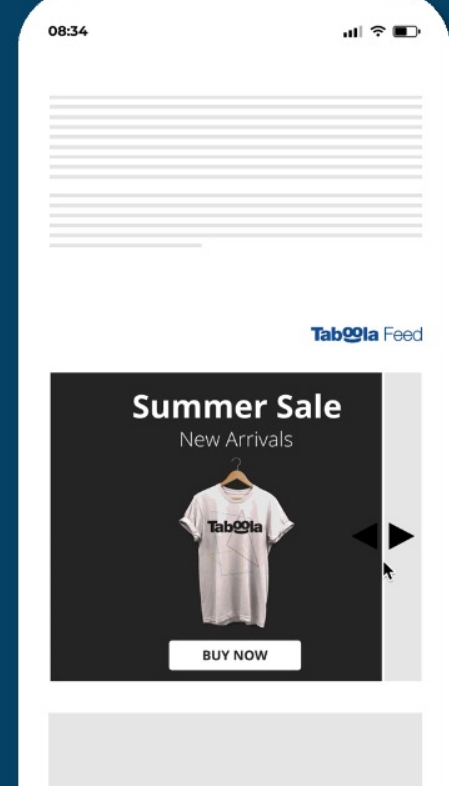 08:34
Taboola Feed
Summer Sale
New Arrivals
Taboola
BUY NOW